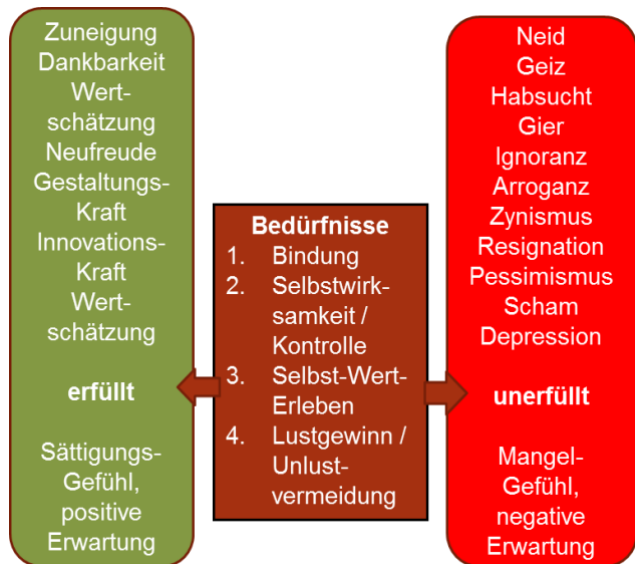 Zuneigung
Dankbarkeit
Wert-
schätzung
Neufreude
Gestaltungs-
Kraft
Innovations-
Kraft
Wert-
schätzung
erfüllt
Sättigungs-
Gefühl,
positive
Erwartung
Bedürfnisse
1. Bindung
2. Selbstwirk-
samkeit /
Kontrolle
3. Selbst-Wert-
Erleben
4. Lustgewinn /
Unlust-
vermeidung
Neid
Geiz
Habsucht
Gier
Ignoranz
Arroganz
Zynismus
Resignation
Pessimismus
Scham
Depression
unerfüllt
Mangel-
Gefühl,
negative
Erwartung